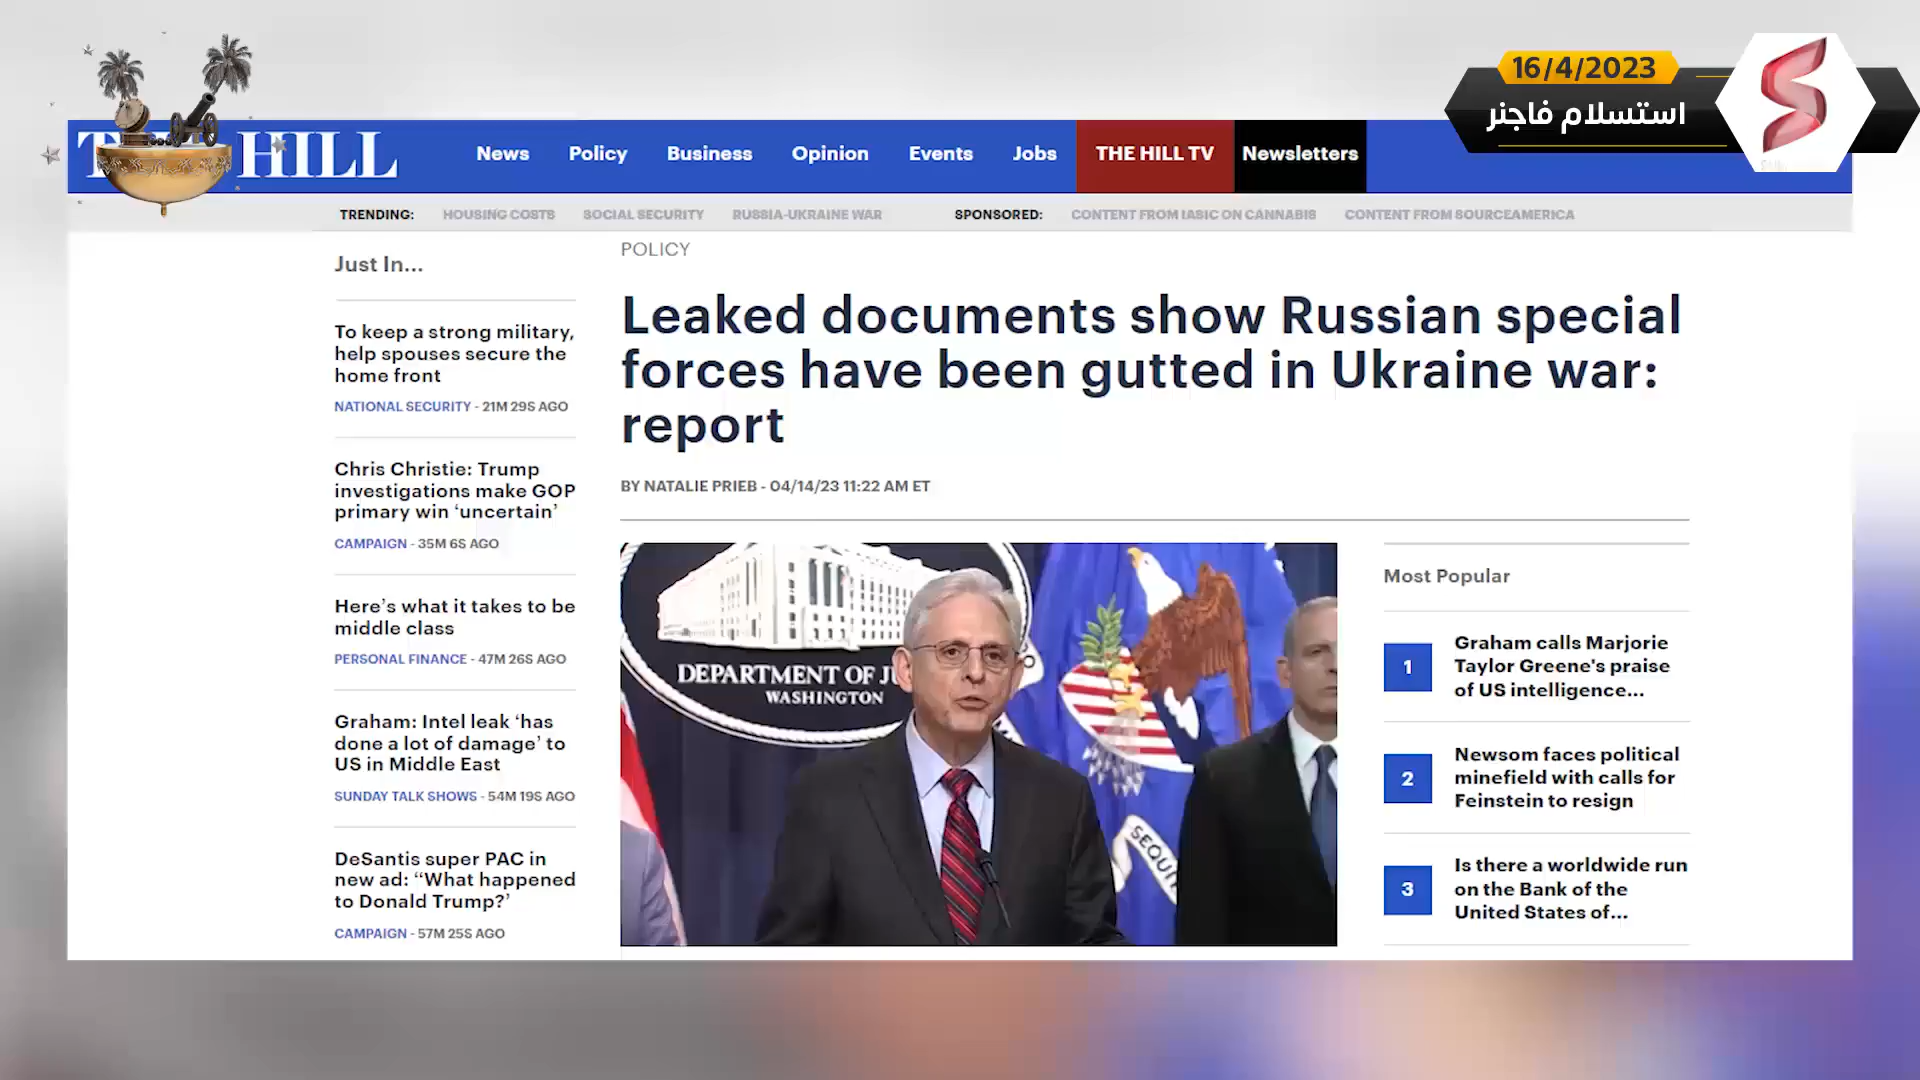 16/4/2023
استسلام فاجنر
HILL
News Policy Business Opinion Events Jobs THE HILL TV Newsletters
TRENDING: HOUSING COSTS SOCIAL SECURITY RUSSIA-UKRAINE WAR SPONSORED: CONTENT FROM IASIC ON CANNABIS CONTENT FROM SOURCEAMERICA
Just In...
To keep a strong military,
help spouses secure the
home front
NATIONAL SECURITY - 21M 29S AGO
Chris Christie: Trump
investigations make GOP
primary win ‘uncertain’
CAMPAIGN - 35M 6S AGO
Here’s what it takes to be
middle class
PERSONAL FINANCE - 47M 26S AGO
Graham: Intel leak ‘has
done a lot of damage’ to
US in Middle East
SUNDAY TALK SHOWS - 54M 19S AGO
DeSantis super PAC in
new ad: “What happened
to Donald Trump?’
CAMPAIGN - 57M 25S AGO
POLICY
Leaked documents show Russian special
forces have been gutted in Ukraine war:
report
BY NATALIE PRIEB - 04/14/23 11:22 AM ET
DEPARTMENT OF JU
WASHINGTON
SEQUIT
Most Popular
1
Graham calls Marjorie
Taylor Greene's praise
of US intelligence...
2
Newsom faces political
minefield with calls for
Feinstein to resign
3
Is there a worldwide run
on the Bank of the
United States of...